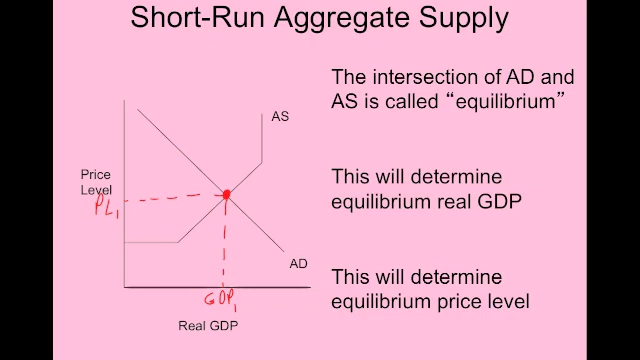 Short-Run Aggregate Supply
The intersection of AD and
AS is called “equilibrium”
AS
Price
Level
PL1
This will determine
equilibrium real GDP
AD
GDP1
Real GDP
This will determine
equilibrium price level